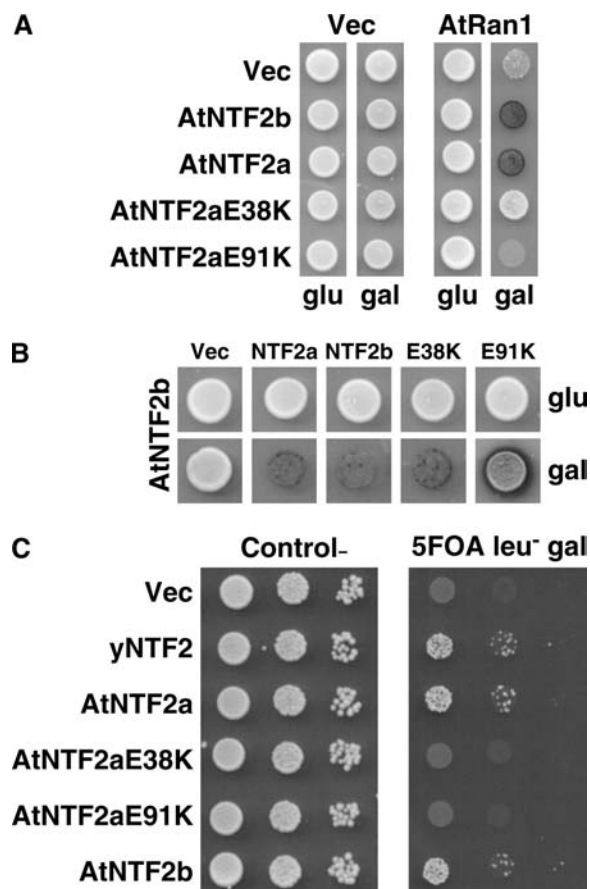 A
Vec AtRan1
Vec
AtNTF2b
AtNTF2a
AtNTF2aE38K
AtNTF2aE91K
glu gal glu gal
B
Vec NTF2a NTF2b E38K E91K
AtNTF2b
glu
gal
C
Control- 5FOA leu- gal
Vec
yNTF2
AtNTF2a
AtNTF2aE38K
AtNTF2aE91K
AtNTF2b